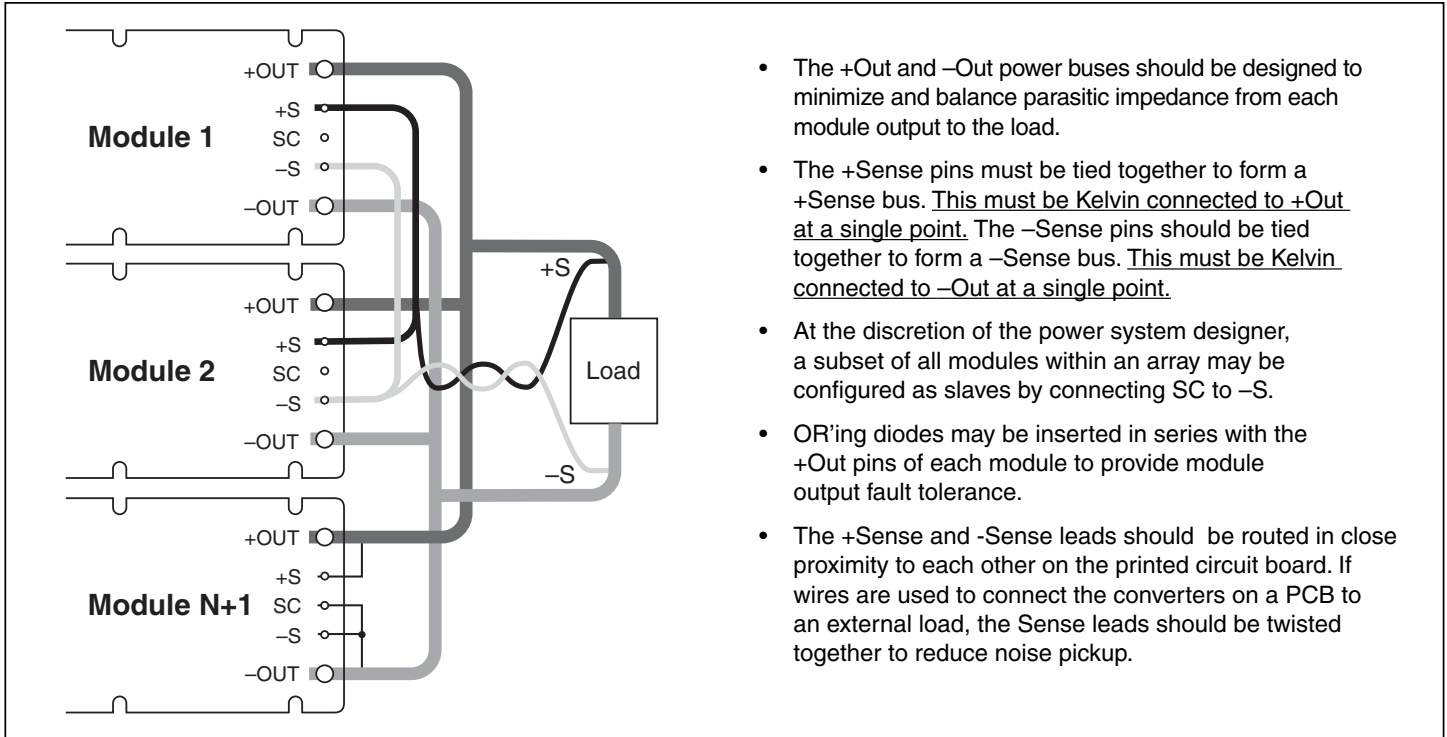 +OUT
+S
Module 1
SC
–S
–OUT
+OUT
+S
Module 2
SC
–S
–OUT
+OUT
+S
Module N+1
SC
–S
–OUT
+S
Load
–S
• The +Out and –Out power buses should be designed to
minimize and balance parasitic impedance from each
module output to the load.
• The +Sense pins must be tied together to form a
+Sense bus. This must be Kelvin connected to +Out
at a single point. The –Sense pins should be tied
together to form a –Sense bus. This must be Kelvin
connected to –Out at a single point.
• At the discretion of the power system designer,
a subset of all modules within an array may be
configured as slaves by connecting SC to –S.
• OR'ing diodes may be inserted in series with the
+Out pins of each module to provide module
output fault tolerance.
• The +Sense and -Sense leads should be routed in close
proximity to each other on the printed circuit board. If
wires are used to connect the converters on a PCB to
an external load, the Sense leads should be twisted
together to reduce noise pickup.